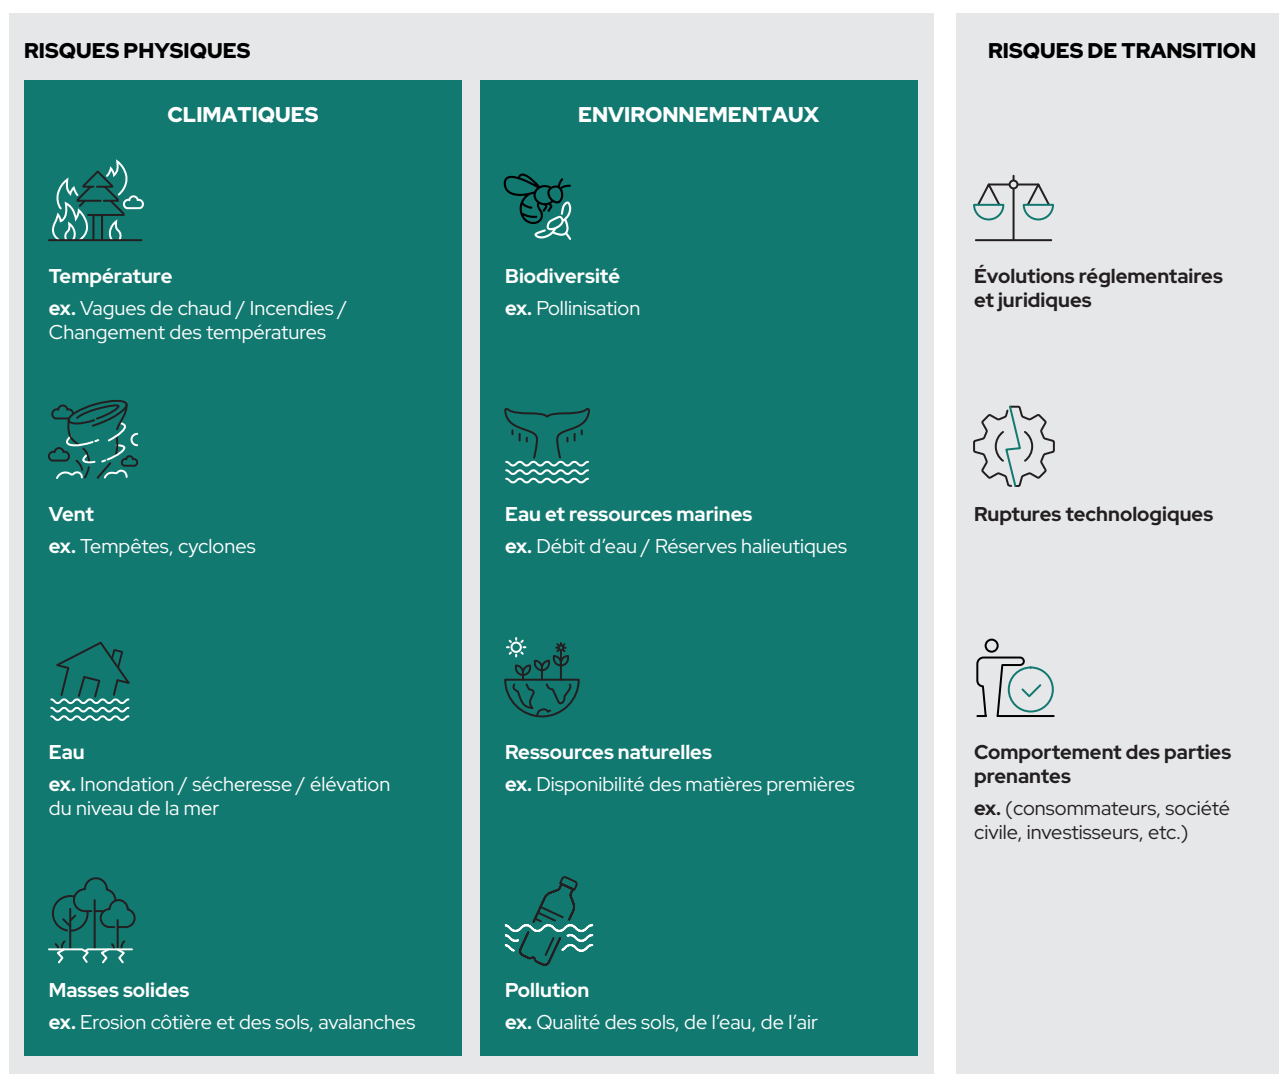 RISQUES PHYSIQUES
CLIMATIQUES
Température
ex. Vagues de chaud / Incendies /
Changement des températures
Vent
ex. Tempêtes, cyclones
Eau
ex. Inondation / sécheresse / élévation
du niveau de la mer
Masses solides
ex. Erosion côtière et des sols, avalanches
ENVIRONNEMENTAUX
Biodiversité
ex. Pollinisation
Eau et ressources marines
ex. Débit d’eau / Réserves halieutiques
Ressources naturelles
ex. Disponibilité des matières premières
Pollution
ex. Qualité des sols, de l’eau, de l’air
RISQUES DE TRANSITION
Évolutions réglementaires
et juridiques
Ruptures technologiques
Comportement des parties
prenantes
ex. (consommateurs, société
civile, investisseurs, etc.)